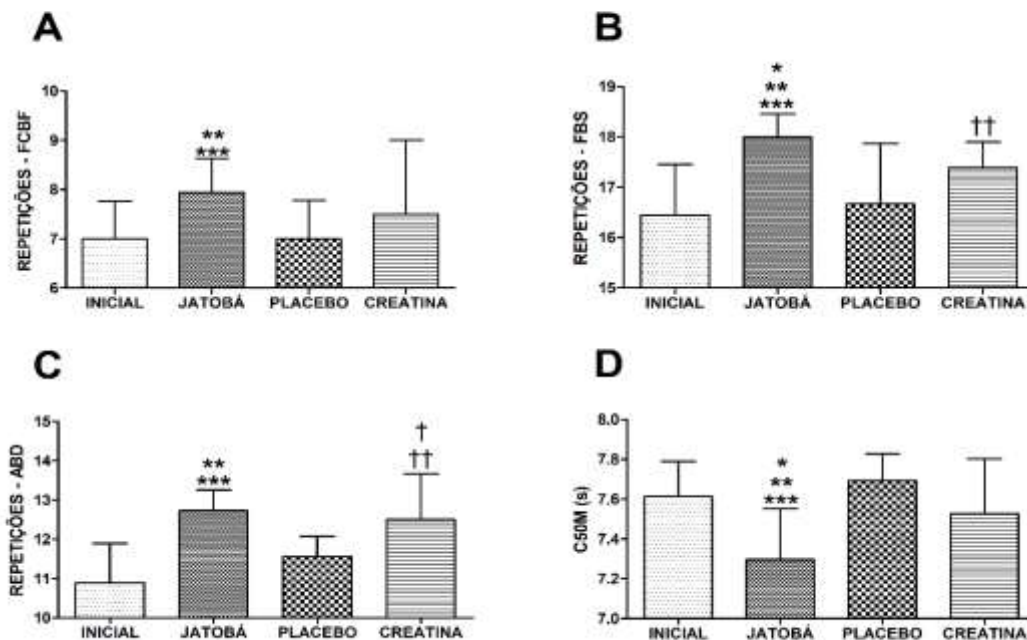 A
REPETIÇÕES - FCBF
10
9
8
7
6
**
***
INICIAL JATOBÁ PLACEBO CREATINA
B
REPETIÇÕES - FBS
19
18
17
16
15
*
**
***
††
INICIAL JATOBÁ PLACEBO CREATINA
C
REPETIÇÕES - ABD
15
14
13
12
11
10
**
***
†
††
INICIAL JATOBÁ PLACEBO CREATINA
D
C50M (s)
8.0
7.8
7.6
7.4
7.2
7.0
*
**
***
INICIAL JATOBÁ PLACEBO CREATINA